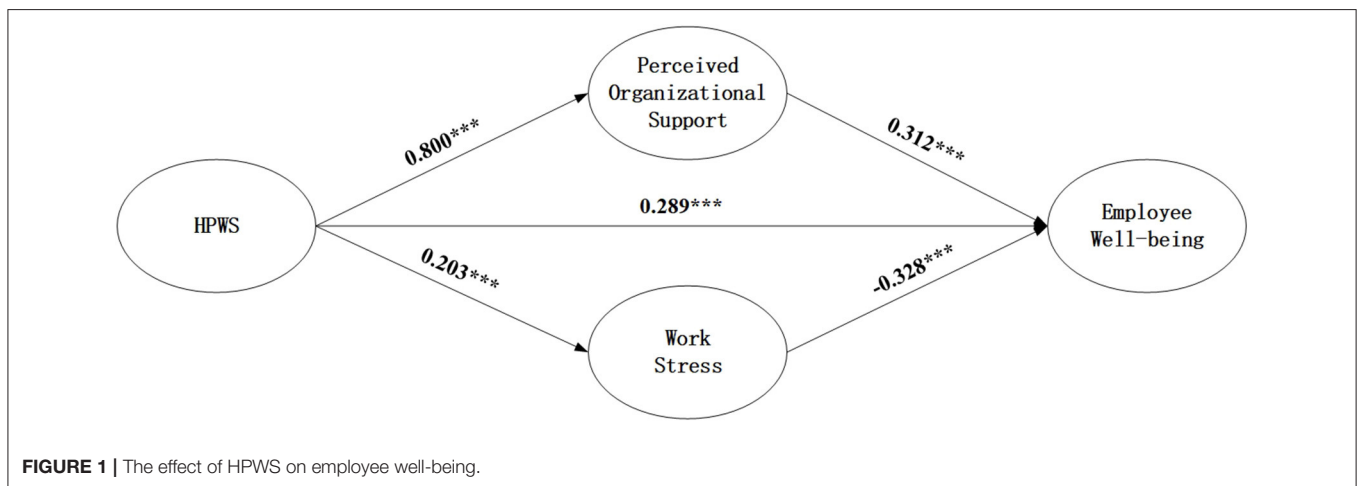 Perceived
Organizational
Support
0.800***
0.312***
HPWS
0.289***
Employee
Well-being
0.203***
-0.328***
Work
Stress
FIGURE 1 | The effect of HPWS on employee well-being.